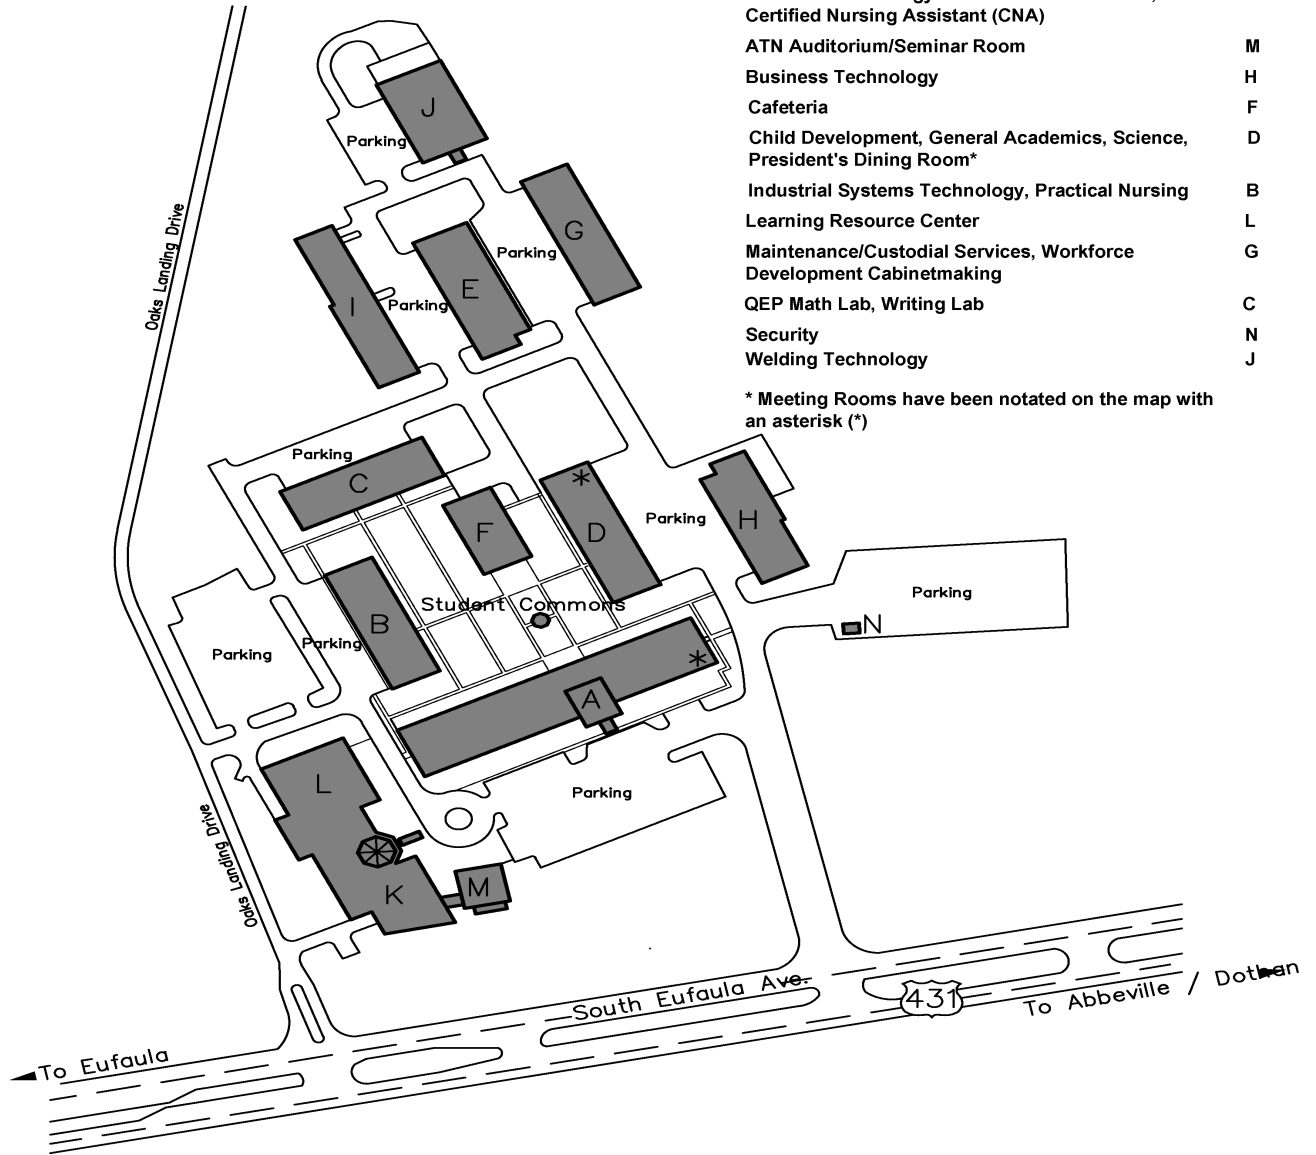 Certified Nursing Assistant (CNA)
ATN Auditorium/Seminar Room M
Business Technology H
Cafeteria F
Child Development, General Academics, Science, D
President's Dining Room*
Industrial Systems Technology, Practical Nursing B
Learning Resource Center L
Maintenance/Custodial Services, Workforce G
Development Cabinetmaking
QEP Math Lab, Writing Lab C
Security N
Welding Technology J
* Meeting Rooms have been notated on the map with
an asterisk (*)
J
Parking
G
Oaks Landing Drive
Parking
E
I
Parking
Parking
C
*
Parking
H
F
D
Parking
Student Commons
B
N
Parking
Parking
*
A
L
Parking
Oaks Landing Drive
K
M
South Eufaula Ave.
431
To Abbeville / Dothan
To Eufaula